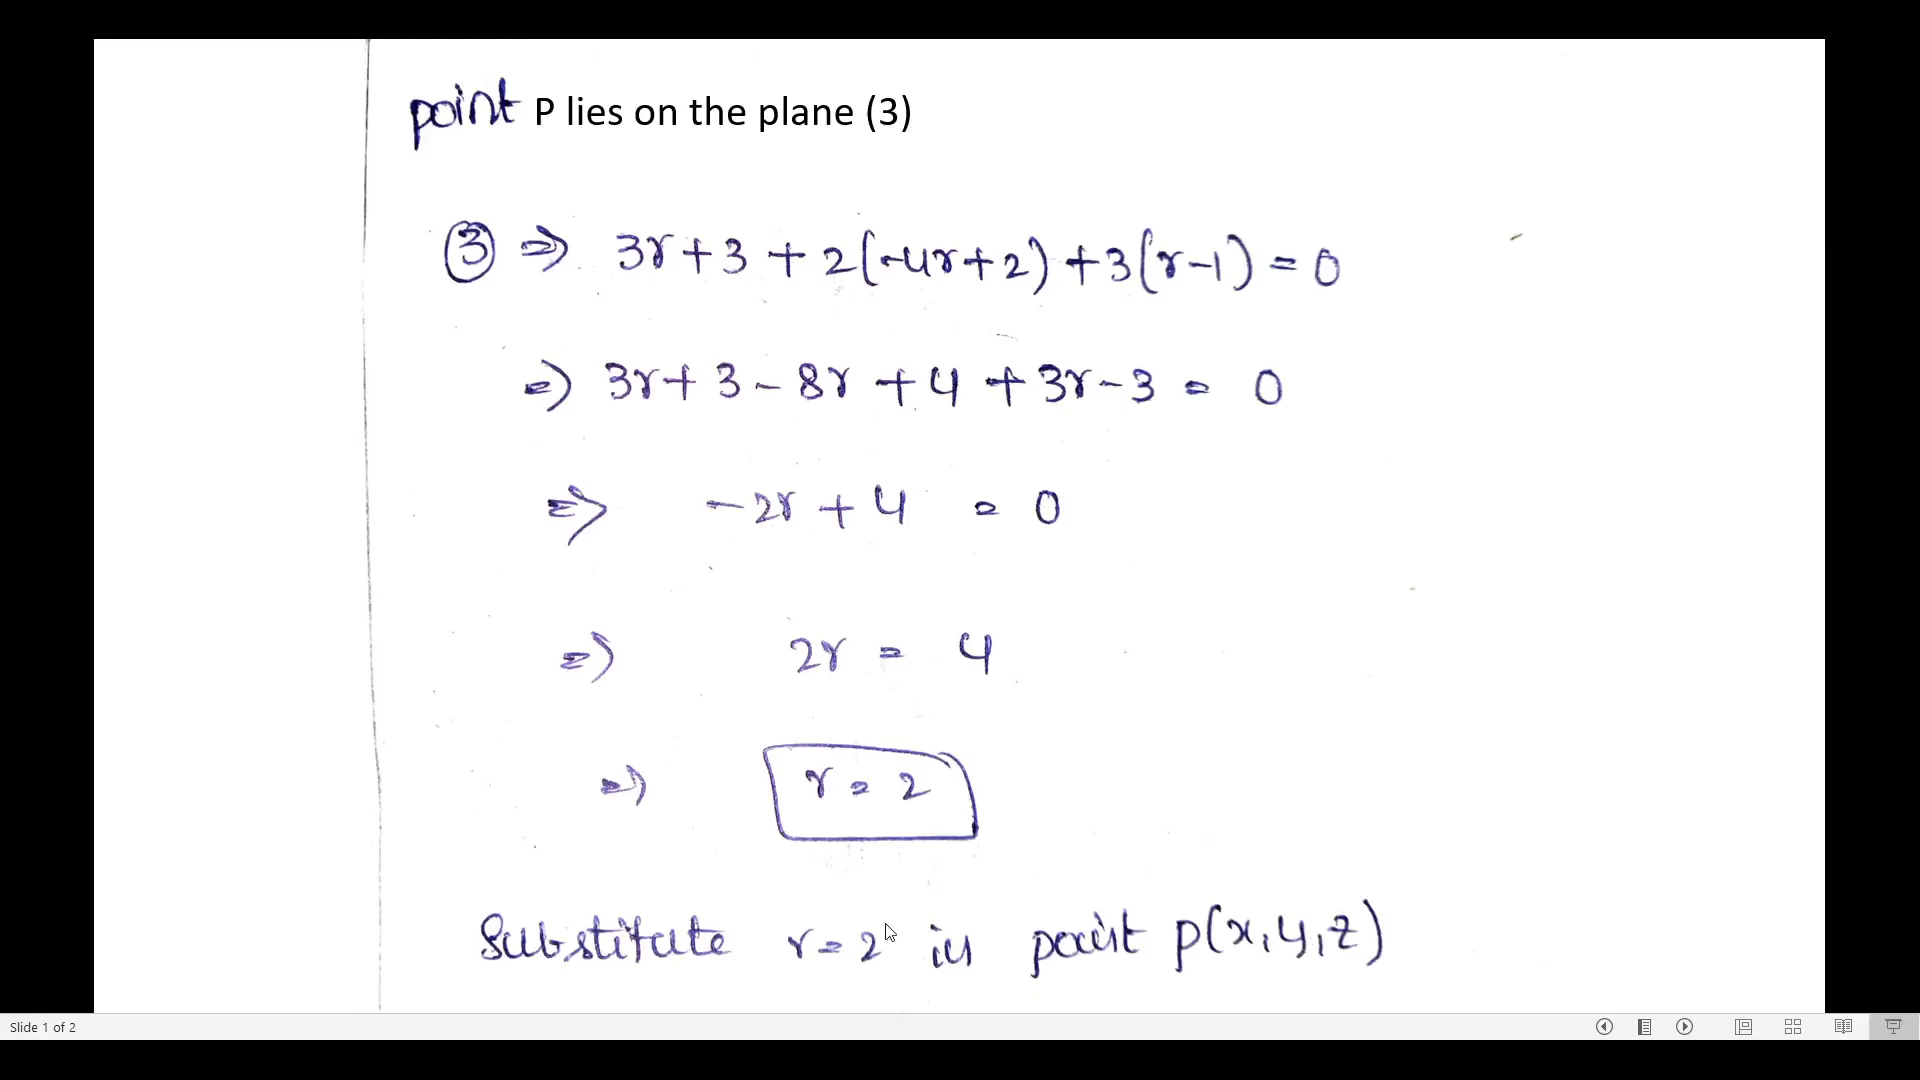 point P lies on the plane (3)
③ ⇒ 3r + 3 + 2(-4r+2) + 3(r-1) = 0
⇒ 3r + 3 - 8r + 4 + 3r - 3 = 0
⇒ -2r + 4 = 0
⇒ 2r = 4
⇒ r = 2
Substitute r = 2 in point P(x,y,z)
Slide 1 of 2